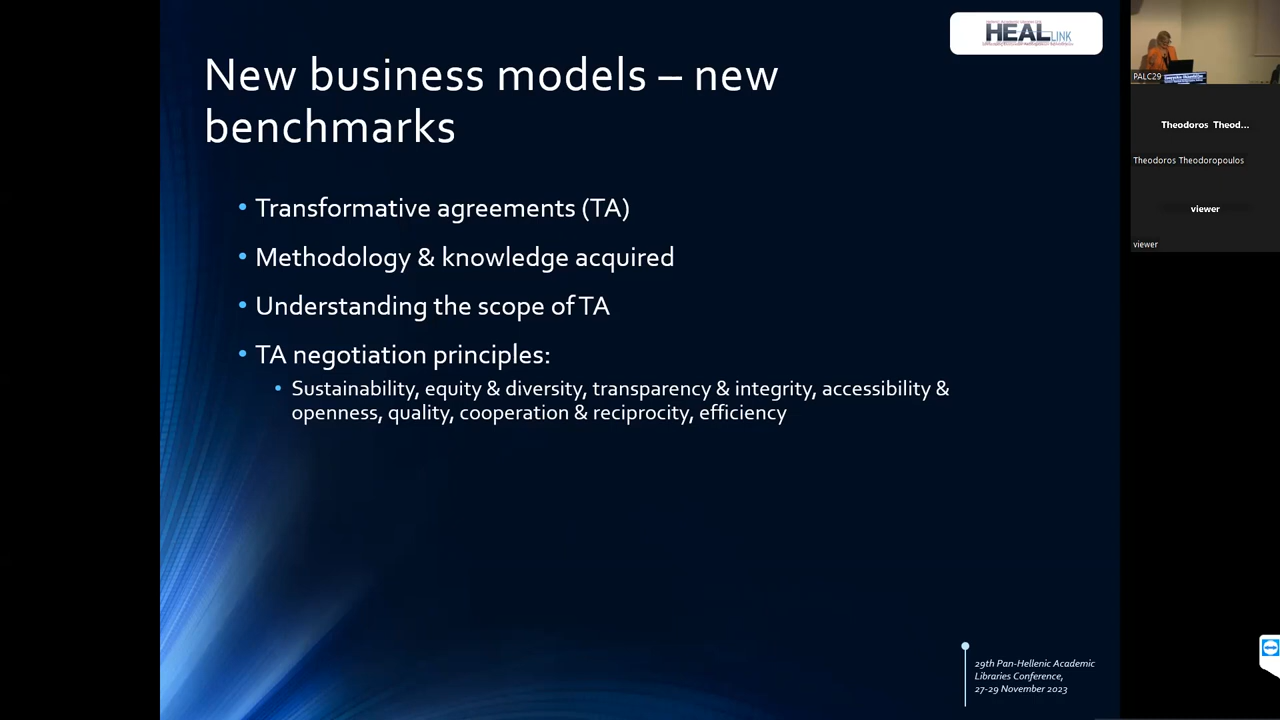 HEAL LINK
New business models – new
benchmarks
• Transformative agreements (TA)
• Methodology & knowledge acquired
• Understanding the scope of TA
• TA negotiation principles:
• Sustainability, equity & diversity, transparency & integrity, accessibility &
openness, quality, cooperation & reciprocity, efficiency
29th Pan-Hellenic Academic
Libraries Conference,
27-29 November 2023
PALC29
Theodoros Theod...
Theodoros Theodoropoulos
viewer
viewer